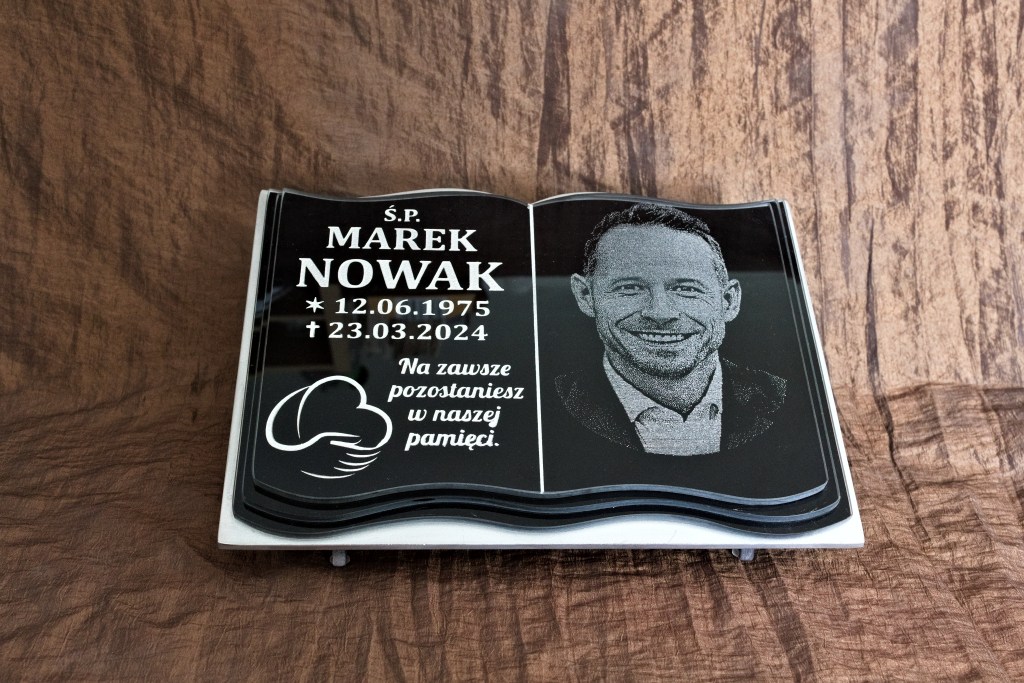 Ś.P.
MAREK
NOWAK
✶ 12.06.1975
✝ 23.03.2024
Na zawsze
pozostaniesz
w naszej
pamięci.